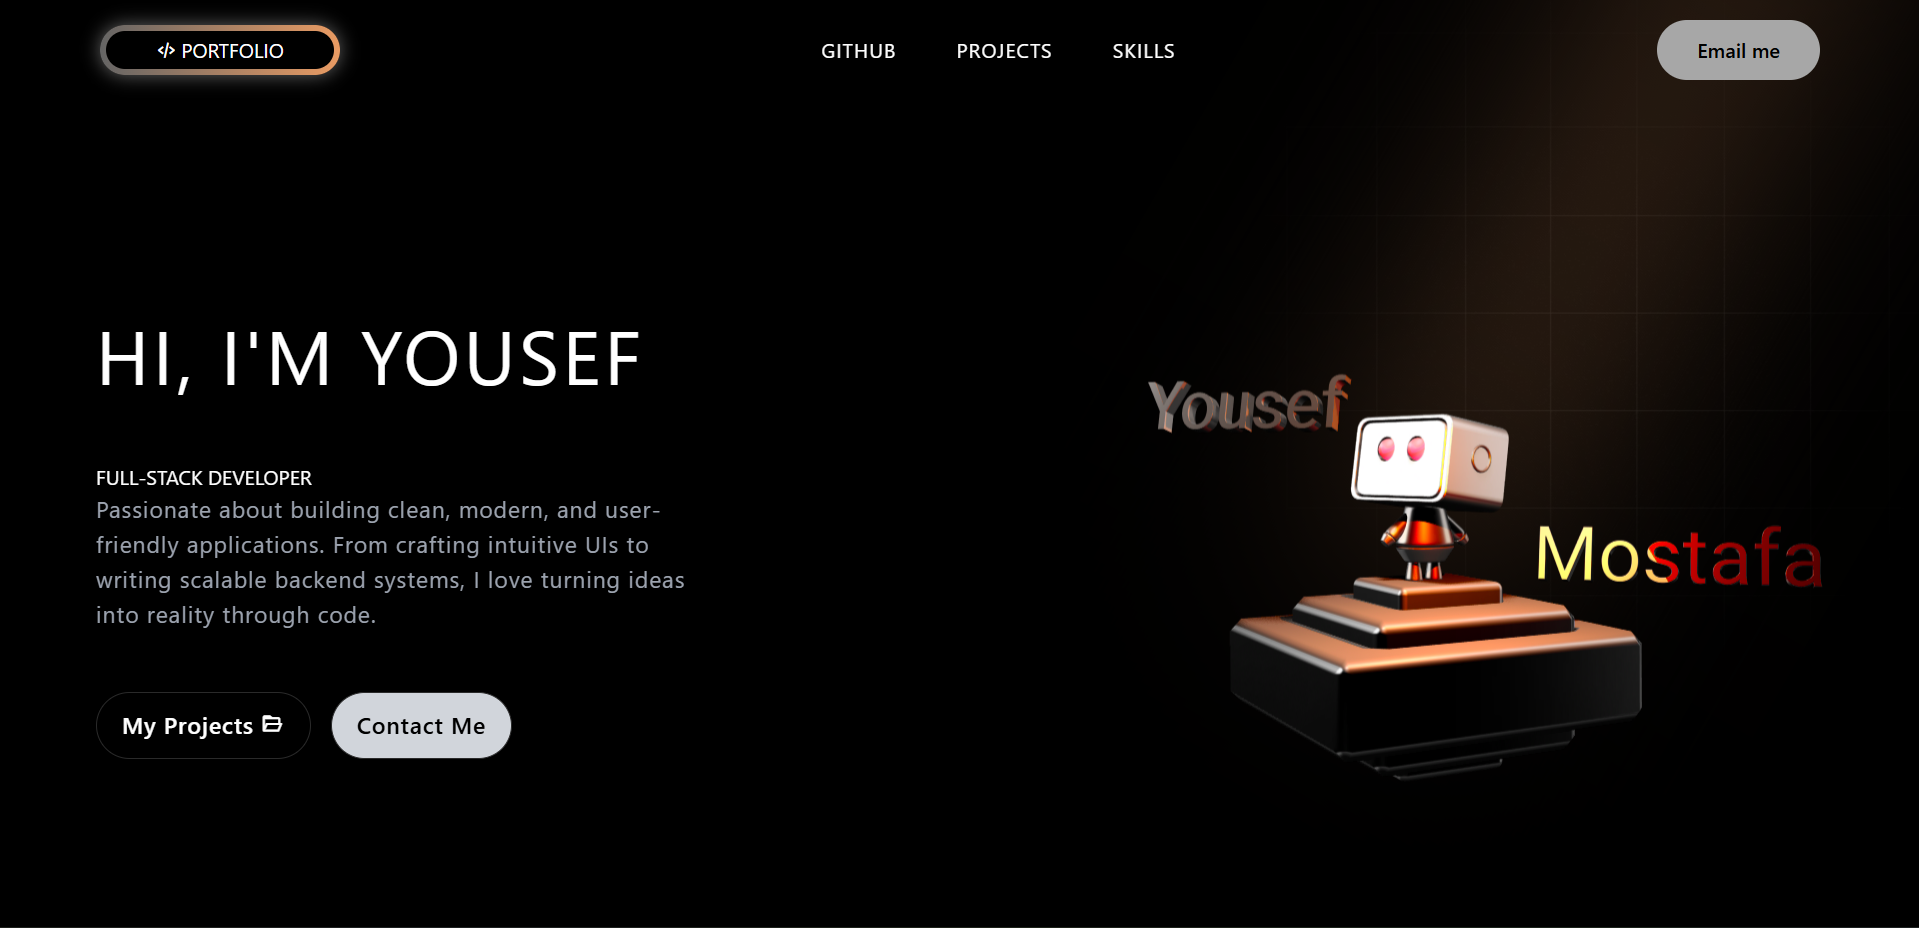 PORTFOLIO
GITHUB
PROJECTS
SKILLS
Email me
HI, I'M YOUSEF
FULL-STACK DEVELOPER
Passionate about building clean, modern, and user-
friendly applications. From crafting intuitive UIs to
writing scalable backend systems, I love turning ideas
into reality through code.
My Projects
Contact Me
Yousef
Mostafa